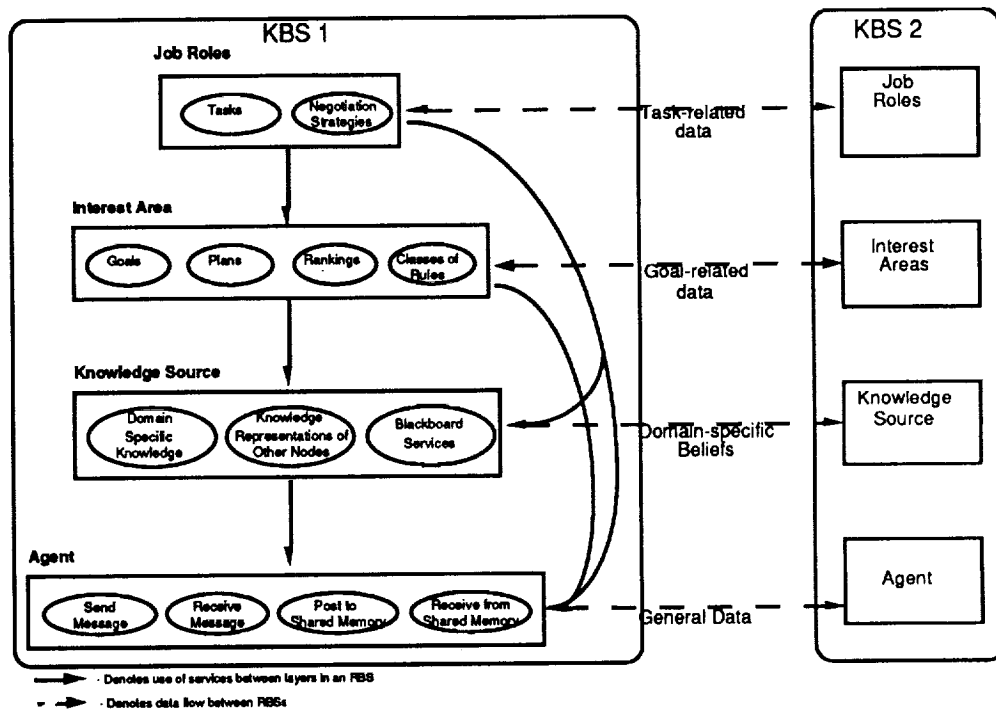 KBS 1
KBS 2
Job Roles
Tasks
Negotiation
Strategies
Task-related
data
Job
Roles
Interest Area
Goals
Plans
Rankings
Classes of
Rules
Goal-related
data
Interest
Areas
Knowledge Source
Domain
Specific
Knowledge
Knowledge
Representations of
Other Nodes
Blackboard
Services
Domain-specific
Beliefs
Knowledge
Source
Agent
Send
Message
Receive
Message
Post to
Shared Memory
Receive from
Shared Memory
General Data
Agent
- Denotes use of services between layers in an RBS
- Denotes data flow between RBSs